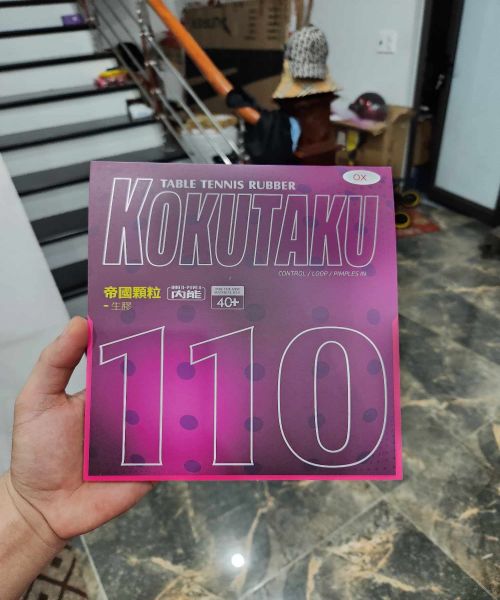 OX
TABLE TENNIS RUBBER
KOKUTAKU
CONTROL / LOOP / PIMPLES IN
帝國顆粒
- 生膠
内能
40+
110